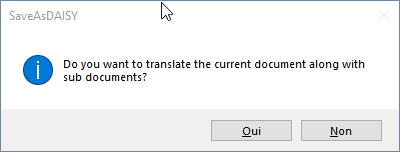 SaveAsDAISY
Do you want to translate the current document along with
sub documents?
Oui Non